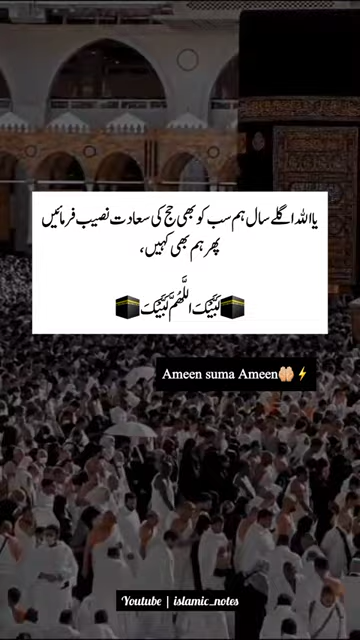 یااللہ اگلے سال ہم سب کو بھی حج کی سعادت نصیب فرمائیں
پھر ہم بھی کہیں،
🕋لَبَّيْكَ اللَّهُمَّ لَبَّيْكَ🕋
Ameen suma Ameen🤲🏻⚡
Youtube | islamic_notes